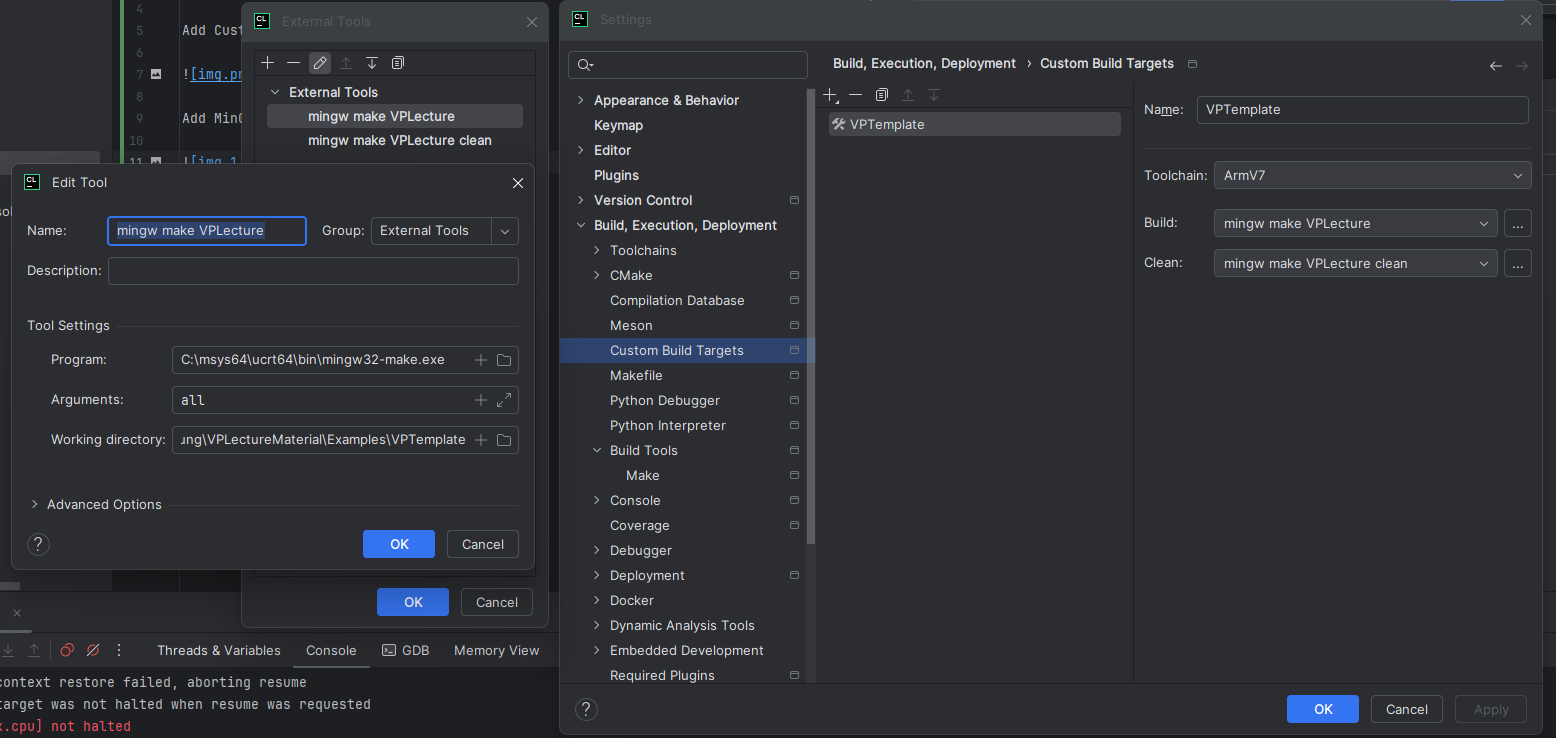 4
5 Add Cust
6
7 ![img.pr
8
9 Add Min
10
11 ![img 1
External Tools
External Tools
mingw make VPLecture
mingw make VPLecture clean
OK
Cancel
CL
Edit Tool
Name:
mingw make VPLecture
Group:
External Tools
Description:
Tool Settings
Program:
C:\msys64\ucrt64\bin\mingw32-make.exe
Arguments:
all
Working directory:
ung\VPLectureMaterial\Examples\VPTemplate
Advanced Options
?
OK
Cancel
Threads & Variables
Console
GDB
Memory View
context restore failed, aborting resume
target was not halted when resume was requested
x.cpu] not halted
CL
Settings
Appearance & Behavior
Keymap
Editor
Plugins
Version Control
Build, Execution, Deployment
Toolchains
CMake
Compilation Database
Meson
Custom Build Targets
Makefile
Python Debugger
Python Interpreter
Build Tools
Make
Console
Coverage
Debugger
Deployment
Docker
Dynamic Analysis Tools
Embedded Development
Required Plugins
Build, Execution, Deployment › Custom Build Targets
VPTemplate
Name:
VPTemplate
Toolchain:
ArmV7
Build:
mingw make VPLecture
...
Clean:
mingw make VPLecture clean
...
?
OK
Cancel
Apply